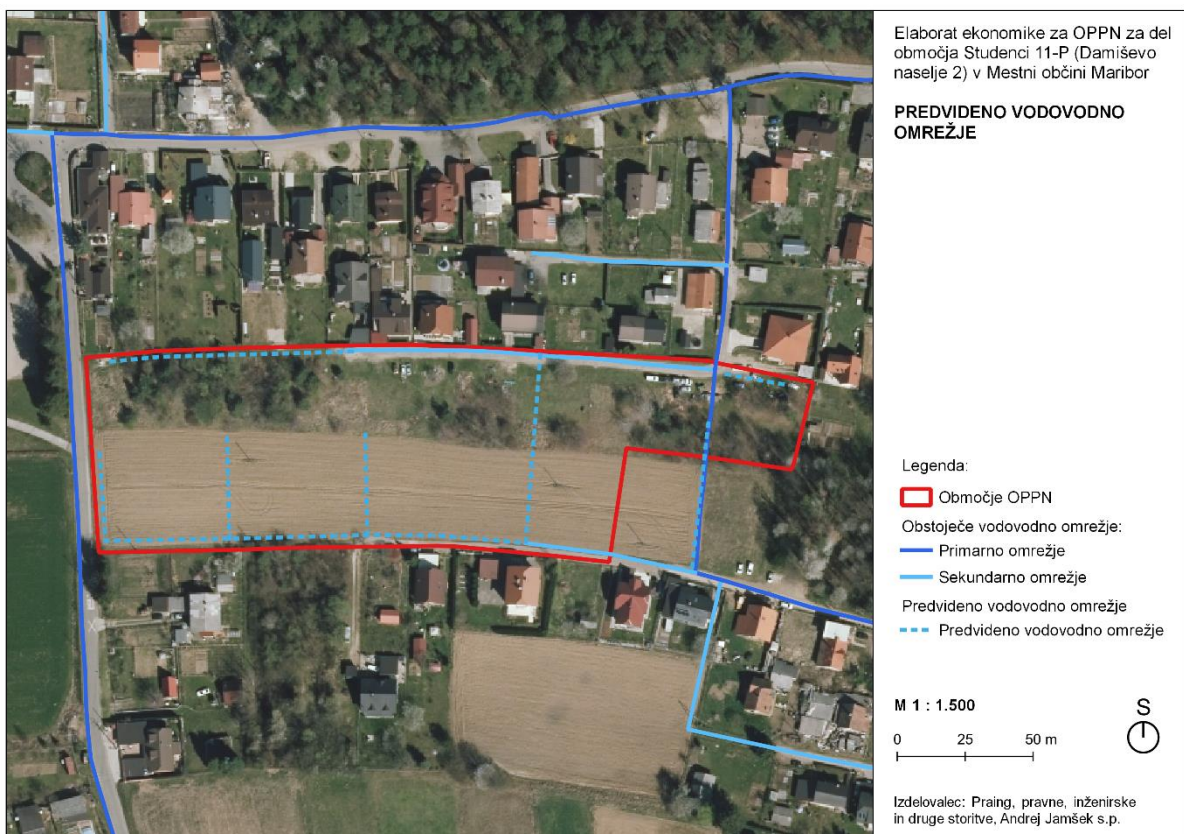 Elaborat ekonomike za OPPN za del
območja Studenci 11-P (Damiševo
naselje 2) v Mestni občini Maribor
PREDVIDENO VODOVODNO
OMREŽJE
Legenda:
Območje OPPN
Obstoječe vodovodno omrežje:
Primarno omrežje
Sekundarno omrežje
Predvideno vodovodno omrežje
Predvideno vodovodno omrežje
M 1 : 1.500
S
0 25 50 m
Izdelovalec: Praing, pravne, inženirske
in druge storitve, Andrej Jamšek s.p.